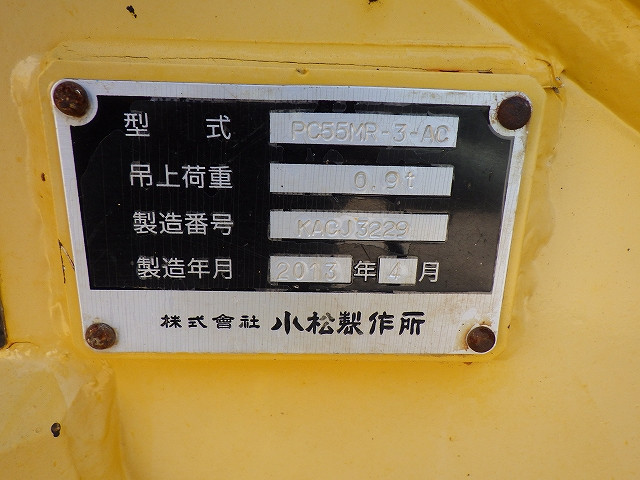 型 式 PC55MR-3-AC
吊上荷重 0.9t
製造番号 KACJ3229
製造年月 2013年4月
株式會社 小松製作所